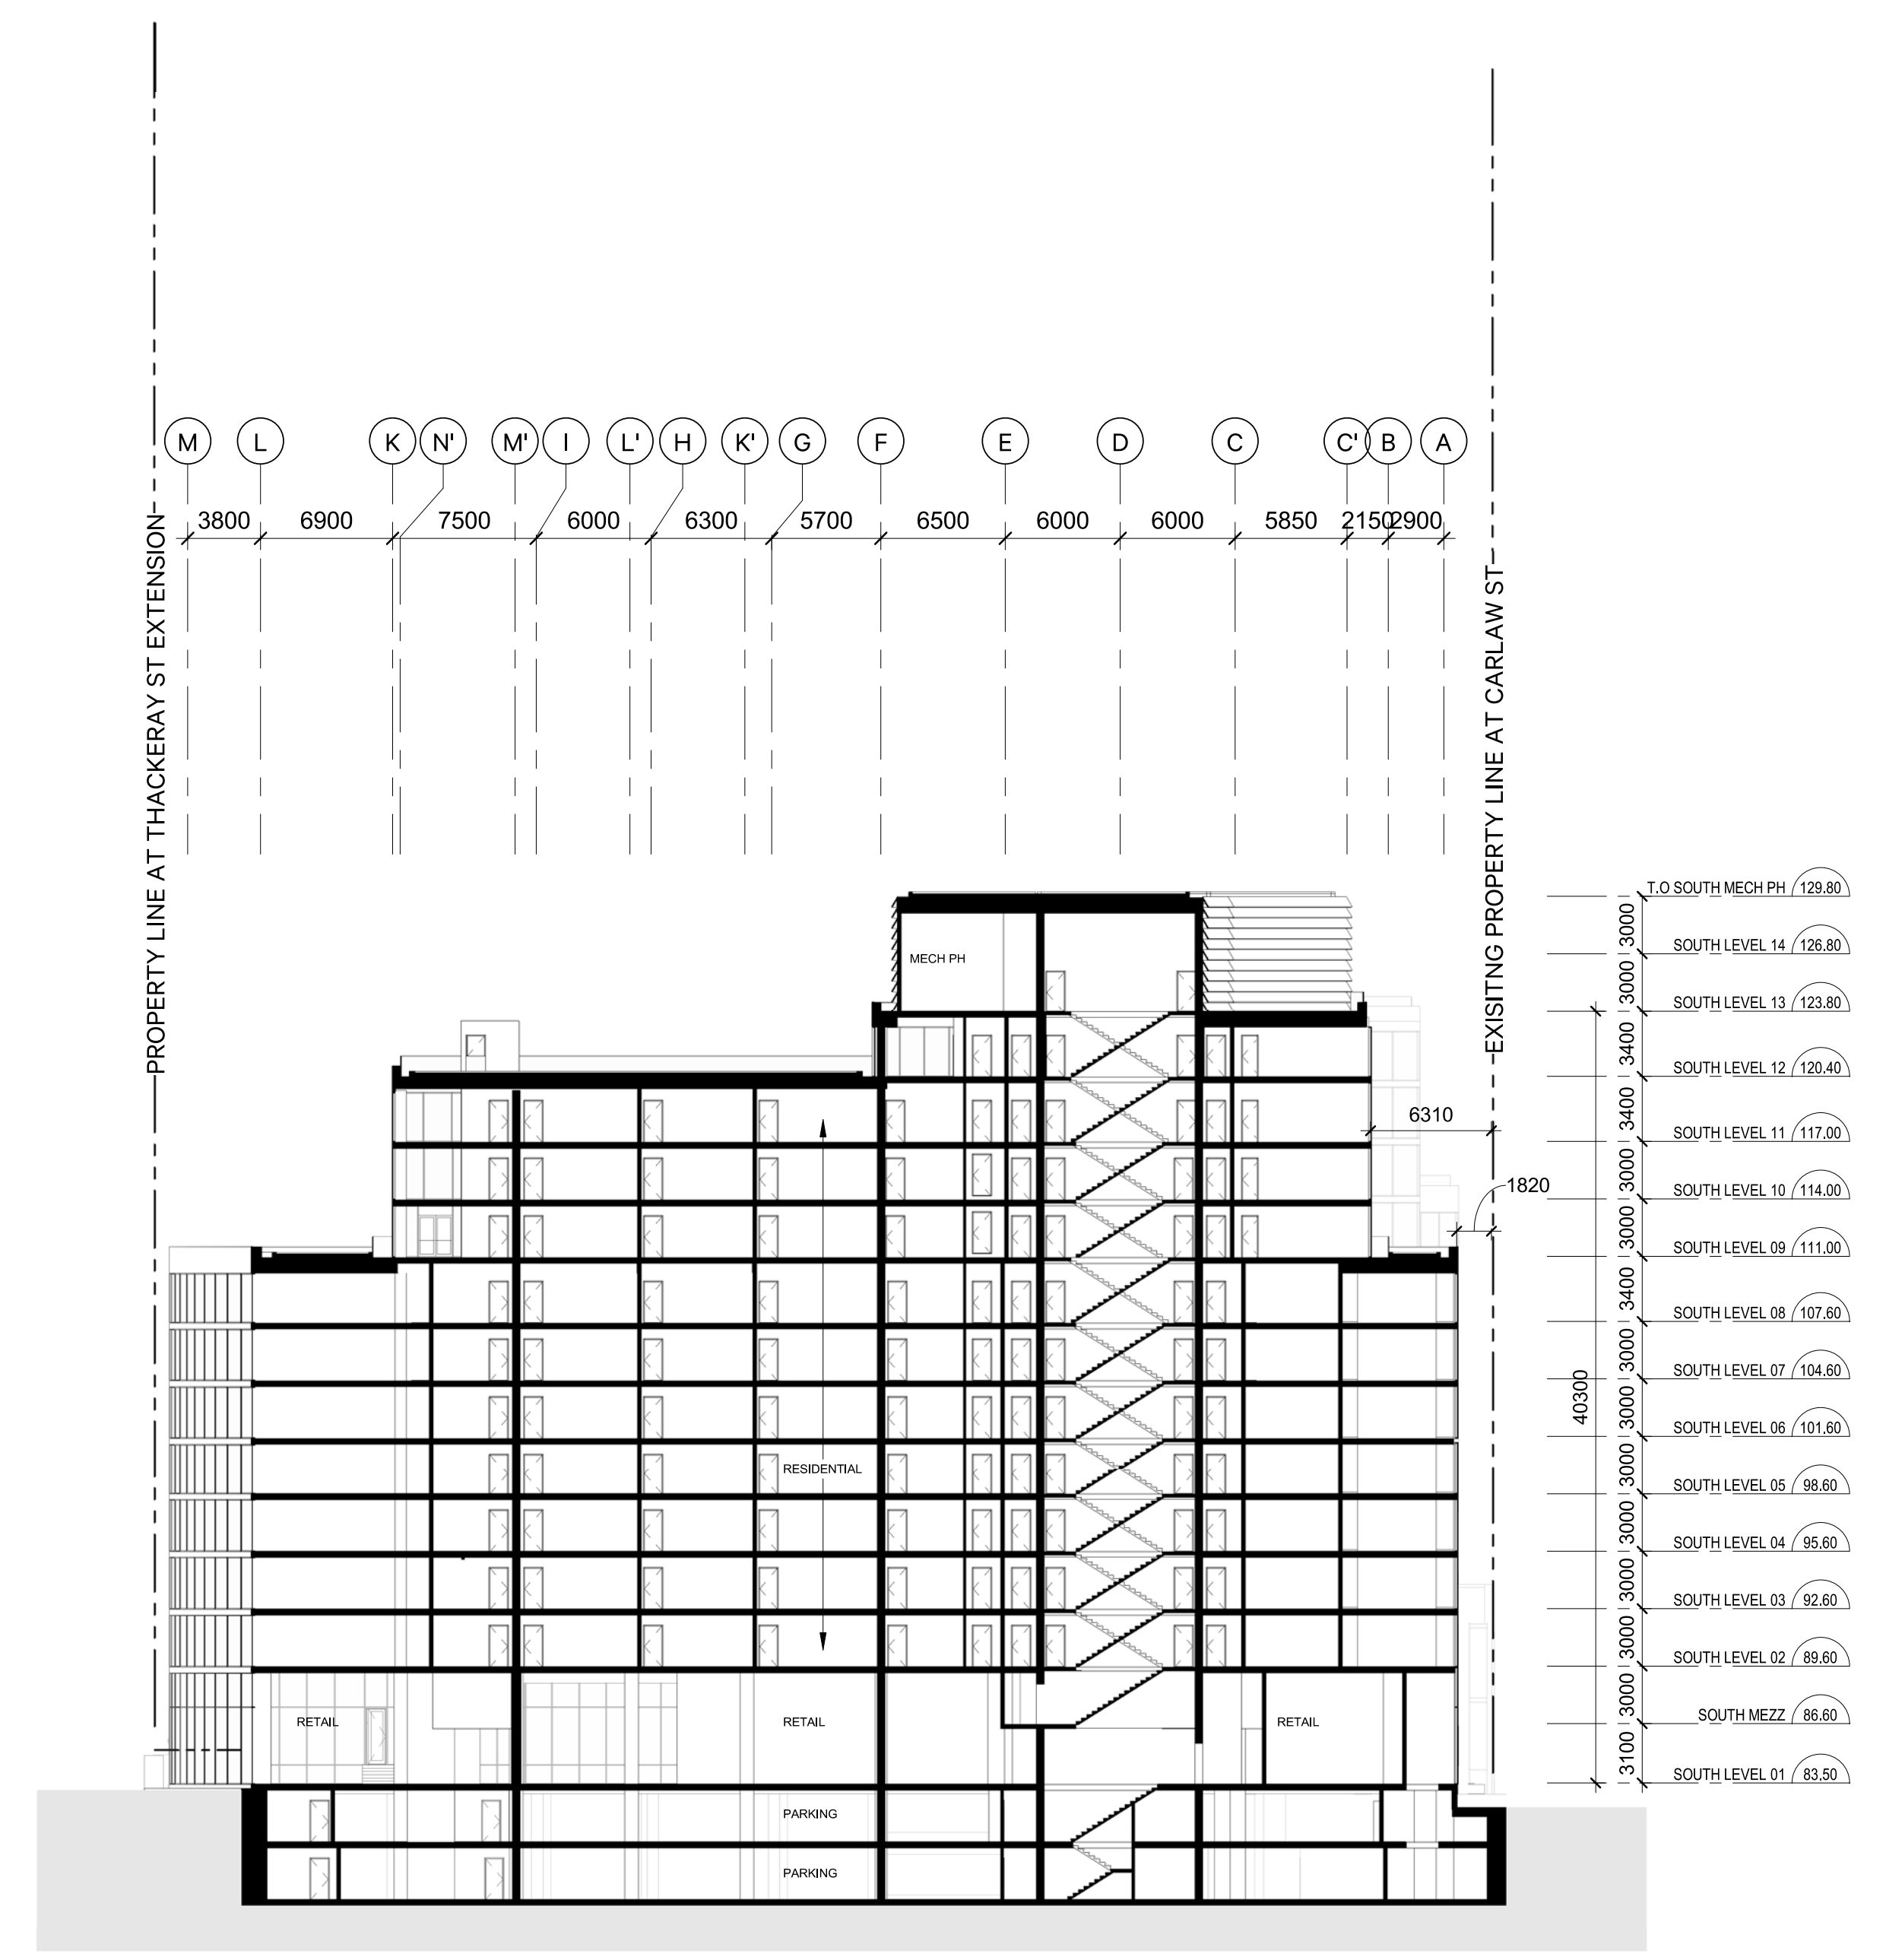 M L K N' M' I L' H K' G F E D C C' B A
3800 6900 7500 6000 6300 5700 6500 6000 6000 5850 2150 2900
PROPERTY LINE AT THACKERAY ST EXTENSION
EXISITNG PROPERTY LINE AT CARLAW ST
T.O SOUTH MECH PH 129.80
3000
SOUTH LEVEL 14 126.80
MECH PH
3000
SOUTH LEVEL 13 123.80
3400
SOUTH LEVEL 12 120.40
3400
6310
SOUTH LEVEL 11 117.00
3000
1820
SOUTH LEVEL 10 114.00
3000
SOUTH LEVEL 09 111.00
3400
SOUTH LEVEL 08 107.60
3000
SOUTH LEVEL 07 104.60
40300
3000
SOUTH LEVEL 06 101.60
3000
RESIDENTIAL
SOUTH LEVEL 05 98.60
3000
SOUTH LEVEL 04 95.60
3000
SOUTH LEVEL 03 92.60
3000
SOUTH LEVEL 02 89.60
3000
RETAIL RETAIL RETAIL
SOUTH MEZZ 86.60
3100
SOUTH LEVEL 01 83.50
PARKING
PARKING